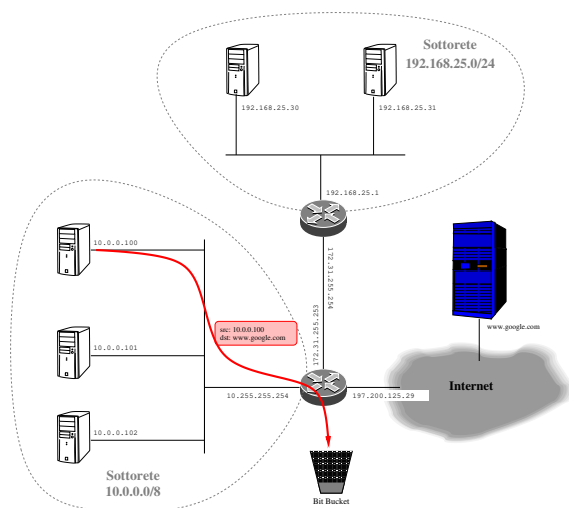 Sottorete
192.168.25.0/24
192.168.25.30
192.168.25.31
192.168.25.1
10.0.0.100
172.31.255.254
172.31.255.253
src: 10.0.0.100
dst: www.google.com
www.google.com
10.0.0.101
10.255.255.254
197.200.125.29
Internet
10.0.0.102
Sottorete
10.0.0.0/8
Bit Bucket